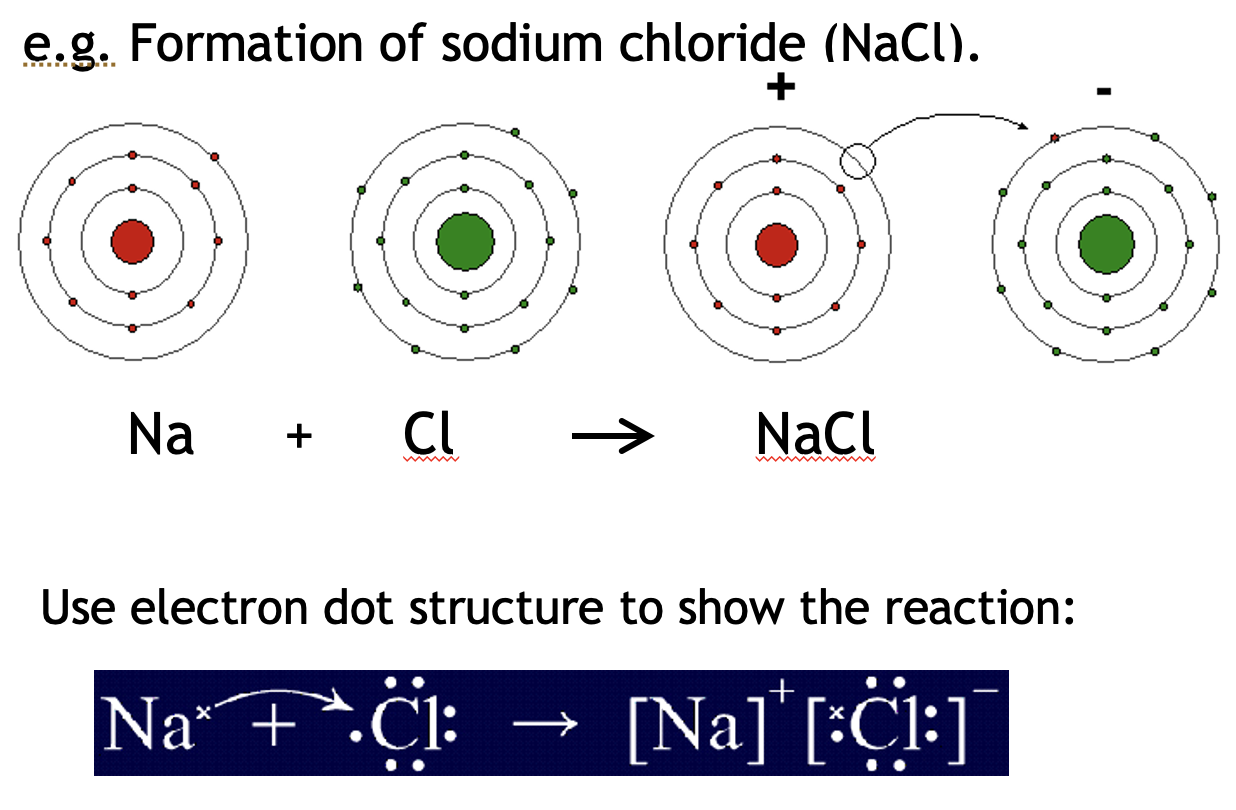 e.g. Formation of sodium chloride (NaCl).
+ -
Na + Cl → NaCl
Use electron dot structure to show the reaction:
Naˣ + ·Cl: → [Na]⁺ [ˣ·Cl:]⁻